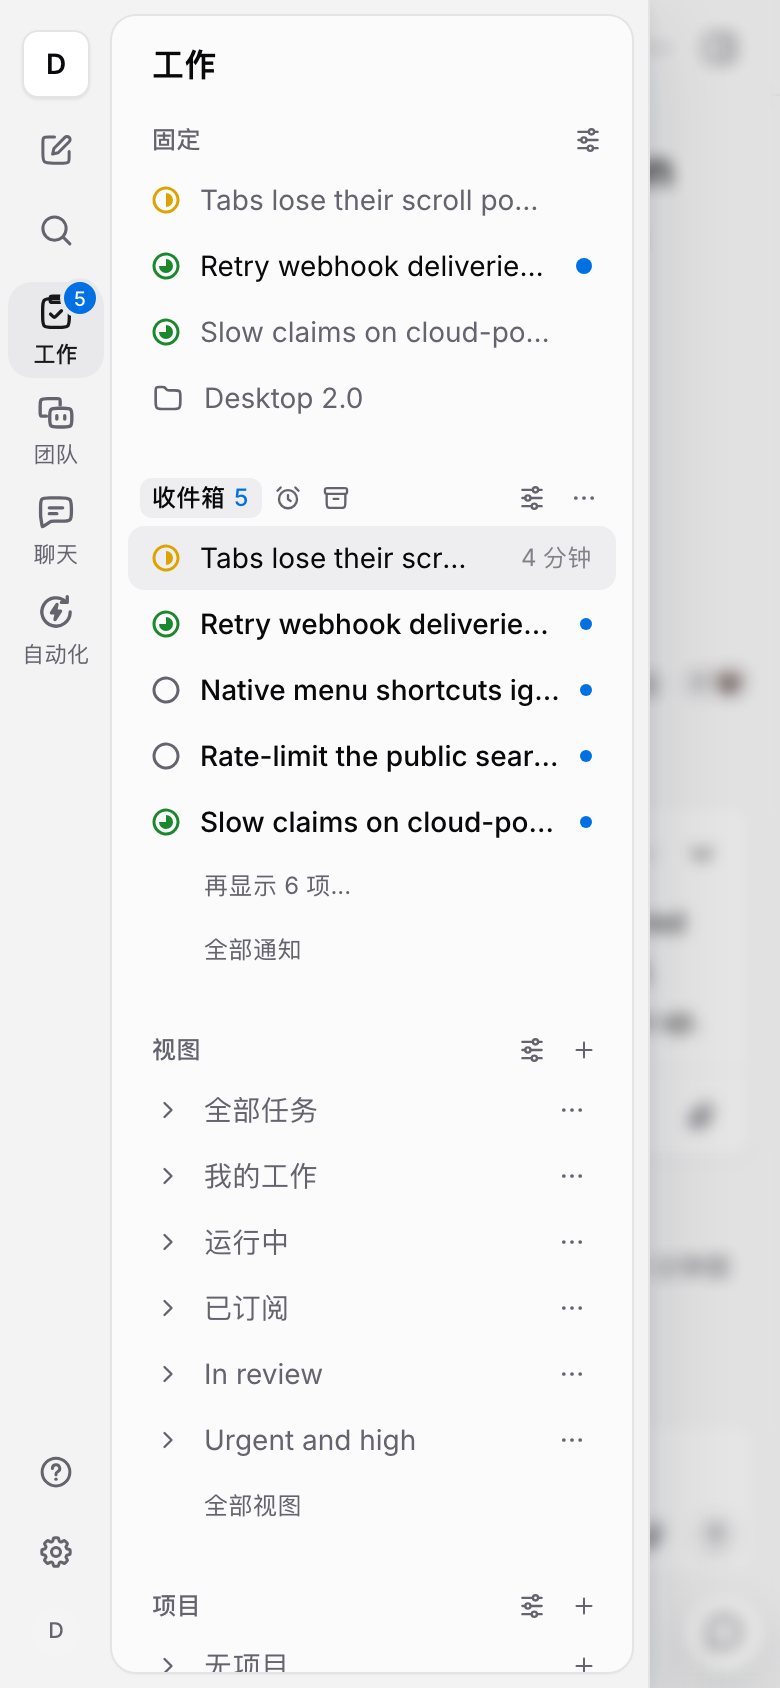 D
工作
固定
Tabs lose their scroll po...
Retry webhook deliverie...
5
工作
Slow claims on cloud-po...
Desktop 2.0
团队
收件箱 5
聊天
Tabs lose their scr... 4 分钟
Retry webhook deliverie...
自动化
Native menu shortcuts ig...
Rate-limit the public sear...
Slow claims on cloud-po...
再显示 6 项...
全部通知
视图
全部任务
我的工作
运行中
已订阅
In review
Urgent and high
全部视图
项目
D
无项目